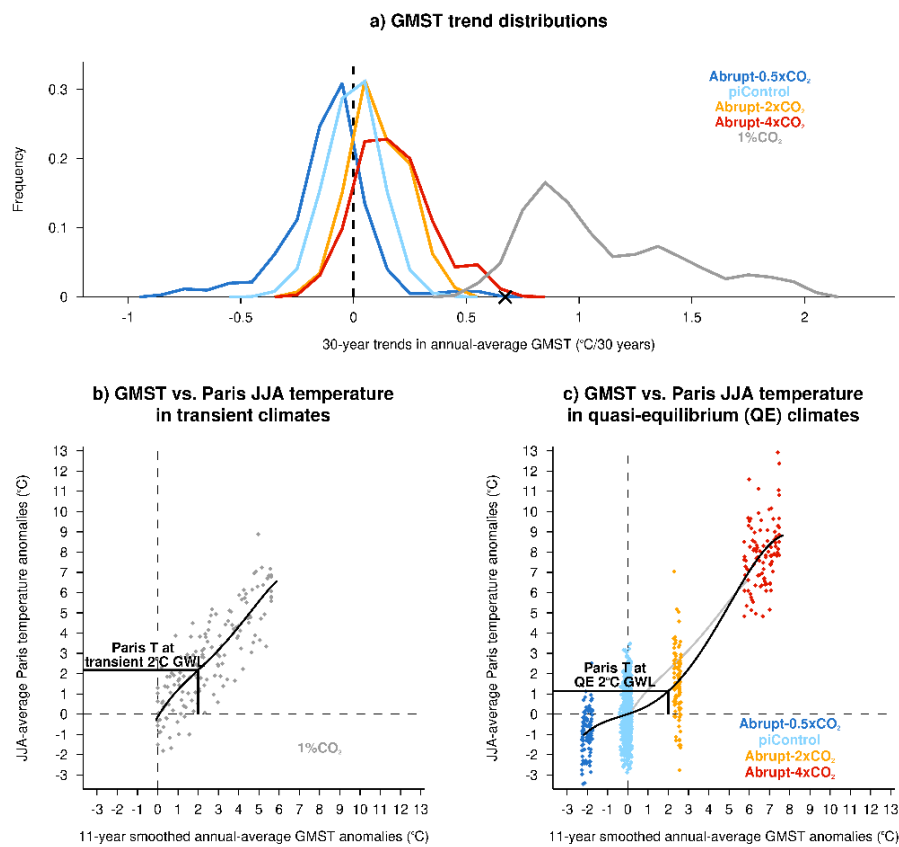 a) GMST trend distributions
Abrupt-0.5xCO₂
piControl
Abrupt-2xCO₂
Abrupt-4xCO₂
1%CO₂
Frequency
0.3
0.2
0.1
0
-1
-0.5
0
0.5
1
1.5
2
30-year trends in annual-average GMST (°C/30 years)
b) GMST vs. Paris JJA temperature
in transient climates
JJA-average Paris temperature anomalies (°C)
13
12
11
10
9
8
7
6
5
4
3
2
1
0
-1
-2
-3
Paris T at
transient 2°C GWL
1%CO₂
-3 -2 -1 0 1 2 3 4 5 6 7 8 9 10 11 12 13
11-year smoothed annual-average GMST anomalies (°C)
c) GMST vs. Paris JJA temperature
in quasi-equilibrium (QE) climates
JJA-average Paris temperature anomalies (°C)
13
12
11
10
9
8
7
6
5
4
3
2
1
0
-1
-2
-3
Paris T at
QE 2°C GWL
Abrupt-0.5xCO₂
piControl
Abrupt-2xCO₂
Abrupt-4xCO₂
-3 -2 -1 0 1 2 3 4 5 6 7 8 9 10 11 12 13
11-year smoothed annual-average GMST anomalies (°C)